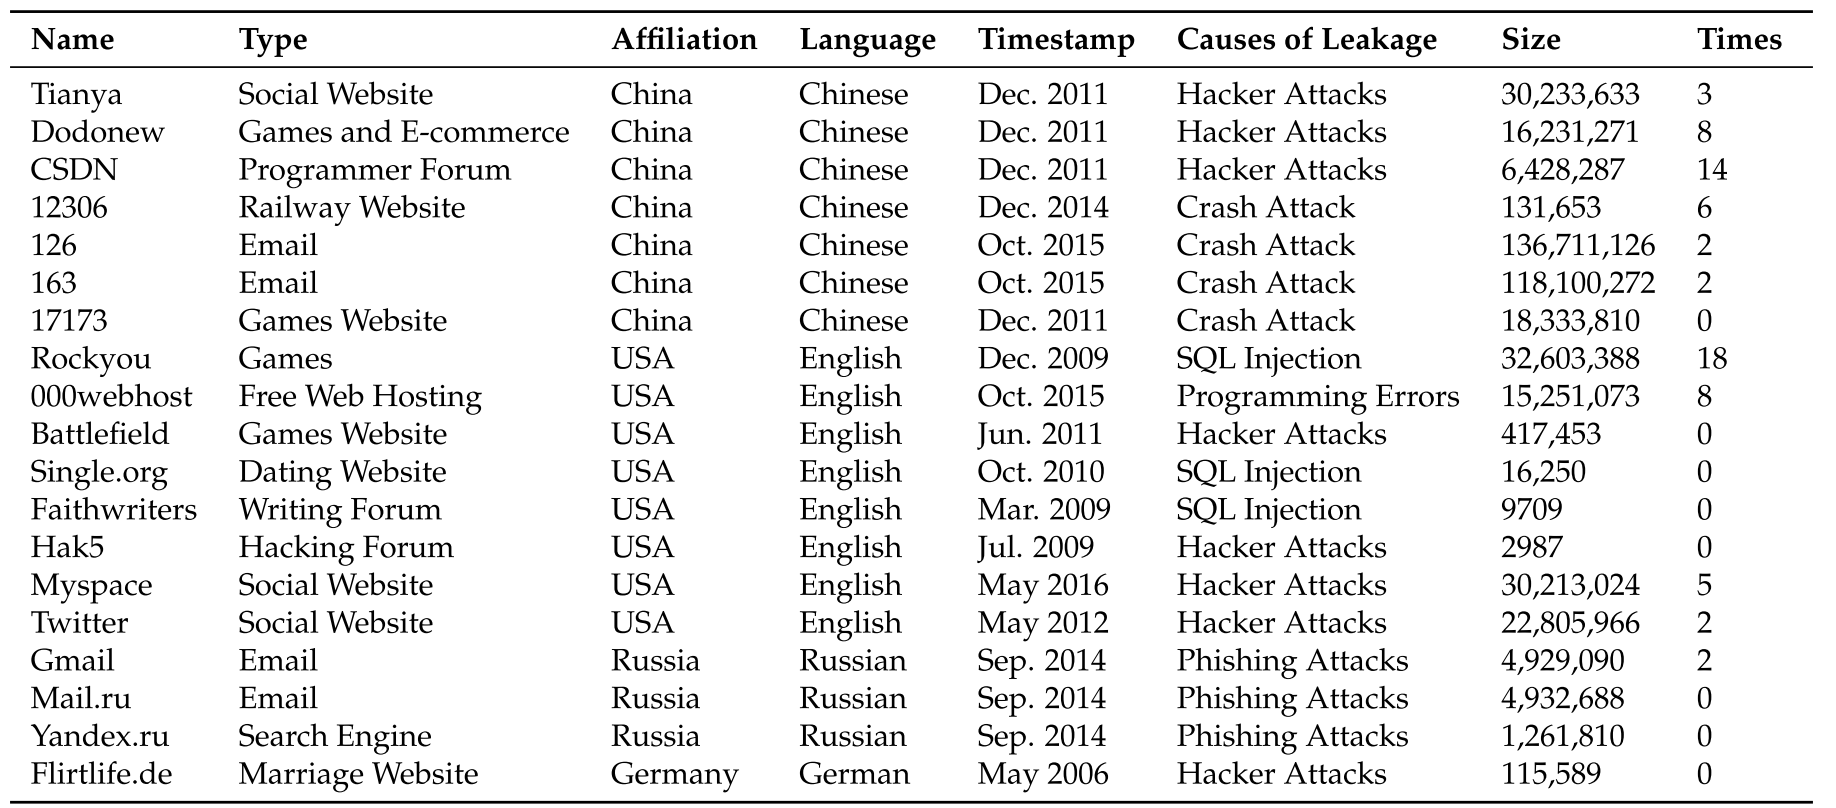 Name Type Affiliation Language Timestamp Causes of Leakage Size Times
Tianya Social Website China Chinese Dec. 2011 Hacker Attacks 30,233,633 3
Dodonew Games and E-commerce China Chinese Dec. 2011 Hacker Attacks 16,231,271 8
CSDN Programmer Forum China Chinese Dec. 2011 Hacker Attacks 6,428,287 14
12306 Railway Website China Chinese Dec. 2014 Crash Attack 131,653 6
126 Email China Chinese Oct. 2015 Crash Attack 136,711,126 2
163 Email China Chinese Oct. 2015 Crash Attack 118,100,272 2
17173 Games Website China Chinese Dec. 2011 Crash Attack 18,333,810 0
Rockyou Games USA English Dec. 2009 SQL Injection 32,603,388 18
000webhost Free Web Hosting USA English Oct. 2015 Programming Errors 15,251,073 8
Battlefield Games Website USA English Jun. 2011 Hacker Attacks 417,453 0
Single.org Dating Website USA English Oct. 2010 SQL Injection 16,250 0
Faithwriters Writing Forum USA English Mar. 2009 SQL Injection 9709 0
Hak5 Hacking Forum USA English Jul. 2009 Hacker Attacks 2987 0
Myspace Social Website USA English May 2016 Hacker Attacks 30,213,024 5
Twitter Social Website USA English May 2012 Hacker Attacks 22,805,966 2
Gmail Email Russia Russian Sep. 2014 Phishing Attacks 4,929,090 2
Mail.ru Email Russia Russian Sep. 2014 Phishing Attacks 4,932,688 0
Yandex.ru Search Engine Russia Russian Sep. 2014 Phishing Attacks 1,261,810 0
Flirtlife.de Marriage Website Germany German May 2006 Hacker Attacks 115,589 0